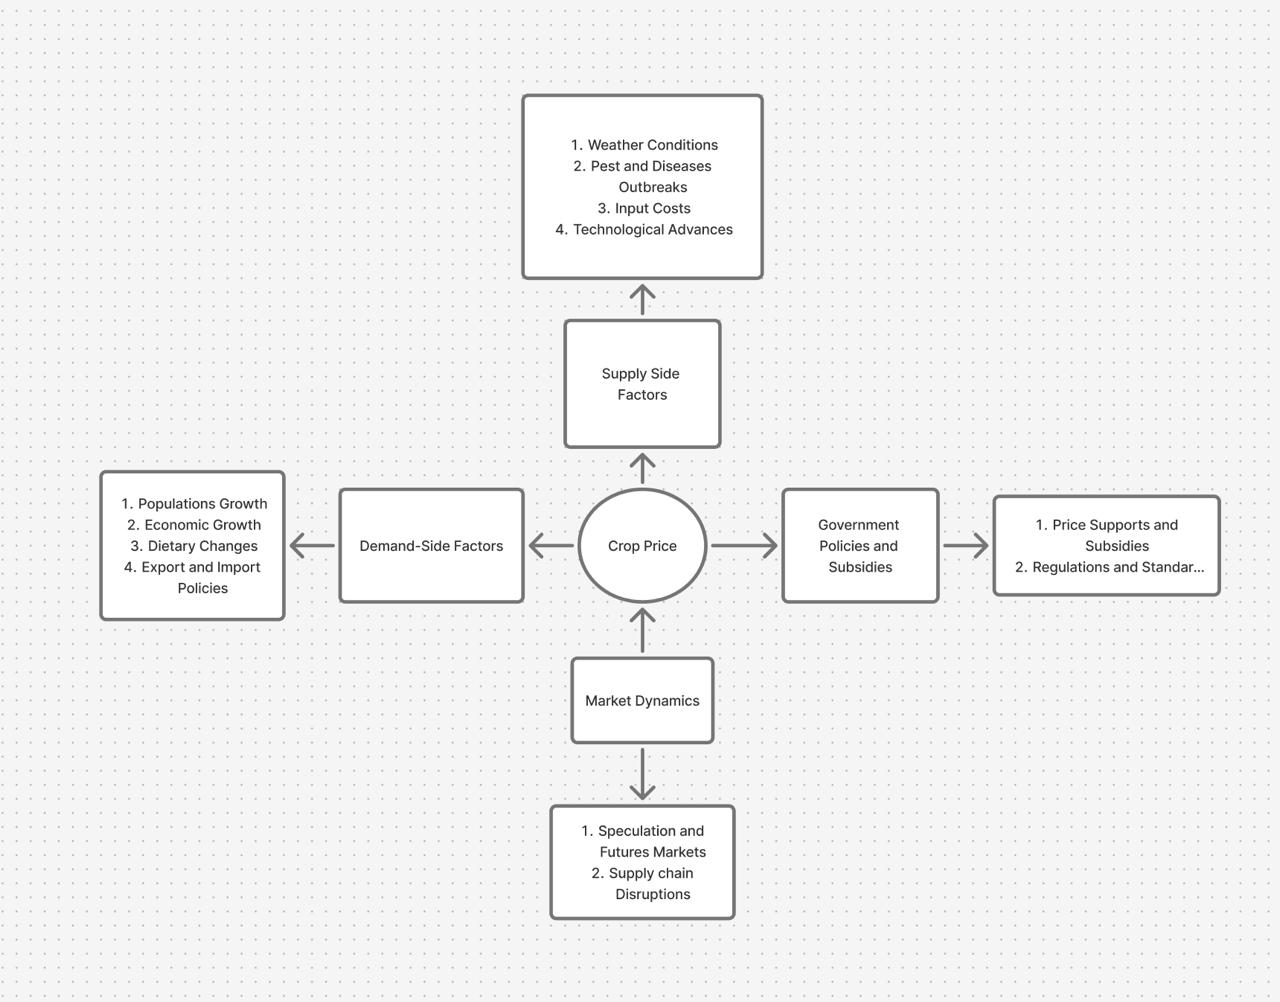 1. Weather Conditions
2. Pest and Diseases
Outbreaks
3. Input Costs
4. Technological Advances
Supply Side
Factors
1. Populations Growth
2. Economic Growth
3. Dietary Changes
4. Export and Import
Policies
Demand-Side Factors
Crop Price
Government
Policies and
Subsidies
1. Price Supports and
Subsidies
2. Regulations and Standar...
Market Dynamics
1. Speculation and
Futures Markets
2. Supply chain
Disruptions